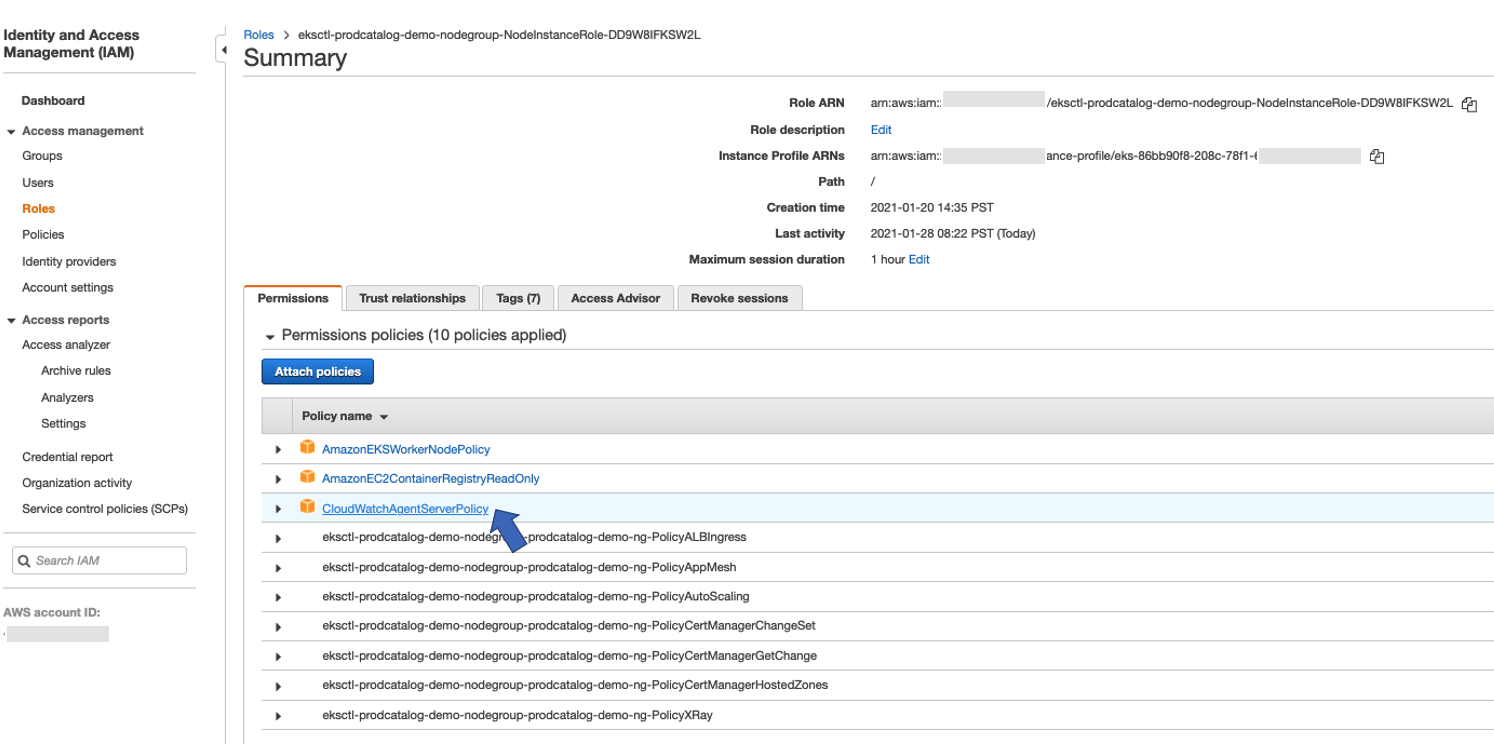 Identity and Access
Management (IAM)
Dashboard
Access management
Groups
Users
Roles
Policies
Identity providers
Account settings
Access reports
Access analyzer
Archive rules
Analyzers
Settings
Credential report
Organization activity
Service control policies (SCPs)
Search IAM
AWS account ID:
Roles > eksctl-prodcatalog-demo-nodegroup-NodeInstanceRole-DD9W8IFKSW2L
Summary
Role ARN arn:aws:iam:: /eksctl-prodcatalog-demo-nodegroup-NodeInstanceRole-DD9W8IFKSW2L
Role description Edit
Instance Profile ARNs arn:aws:iam:: ance-profile/eks-86bb90f8-208c-78f1-
Path /
Creation time 2021-01-20 14:35 PST
Last activity 2021-01-28 08:22 PST (Today)
Maximum session duration 1 hour Edit
Permissions Trust relationships Tags (7) Access Advisor Revoke sessions
Permissions policies (10 policies applied)
Attach policies
Policy name
AmazonEKSWorkerNodePolicy
AmazonEC2ContainerRegistryReadOnly
CloudWatchAgentServerPolicy
eksctl-prodcatalog-demo-nodegr -prodcatalog-demo-ng-PolicyALBIngress
eksctl-prodcatalog-demo-nodegroup-prodcatalog-demo-ng-PolicyAppMesh
eksctl-prodcatalog-demo-nodegroup-prodcatalog-demo-ng-PolicyAutoScaling
eksctl-prodcatalog-demo-nodegroup-prodcatalog-demo-ng-PolicyCertManagerChangeSet
eksctl-prodcatalog-demo-nodegroup-prodcatalog-demo-ng-PolicyCertManagerGetChange
eksctl-prodcatalog-demo-nodegroup-prodcatalog-demo-ng-PolicyCertManagerHostedZones
eksctl-prodcatalog-demo-nodegroup-prodcatalog-demo-ng-PolicyXRay